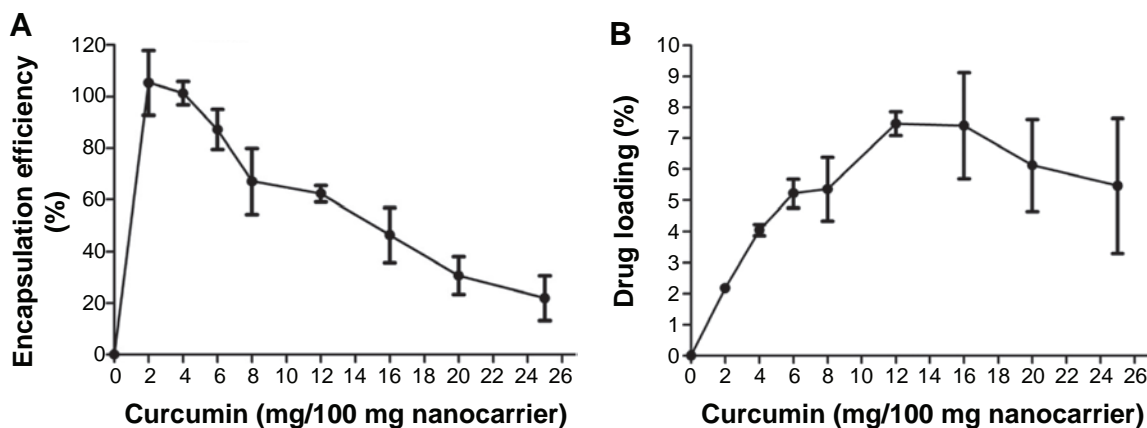 A
Encapsulation efficiency
(%)
120
100
80
60
40
20
0
0 2 4 6 8 10 12 14 16 18 20 22 24 26
Curcumin (mg/100 mg nanocarrier)
B
Drug loading (%)
10
9
8
7
6
5
4
3
2
1
0
0 2 4 6 8 10 12 14 16 18 20 22 24 26
Curcumin (mg/100 mg nanocarrier)